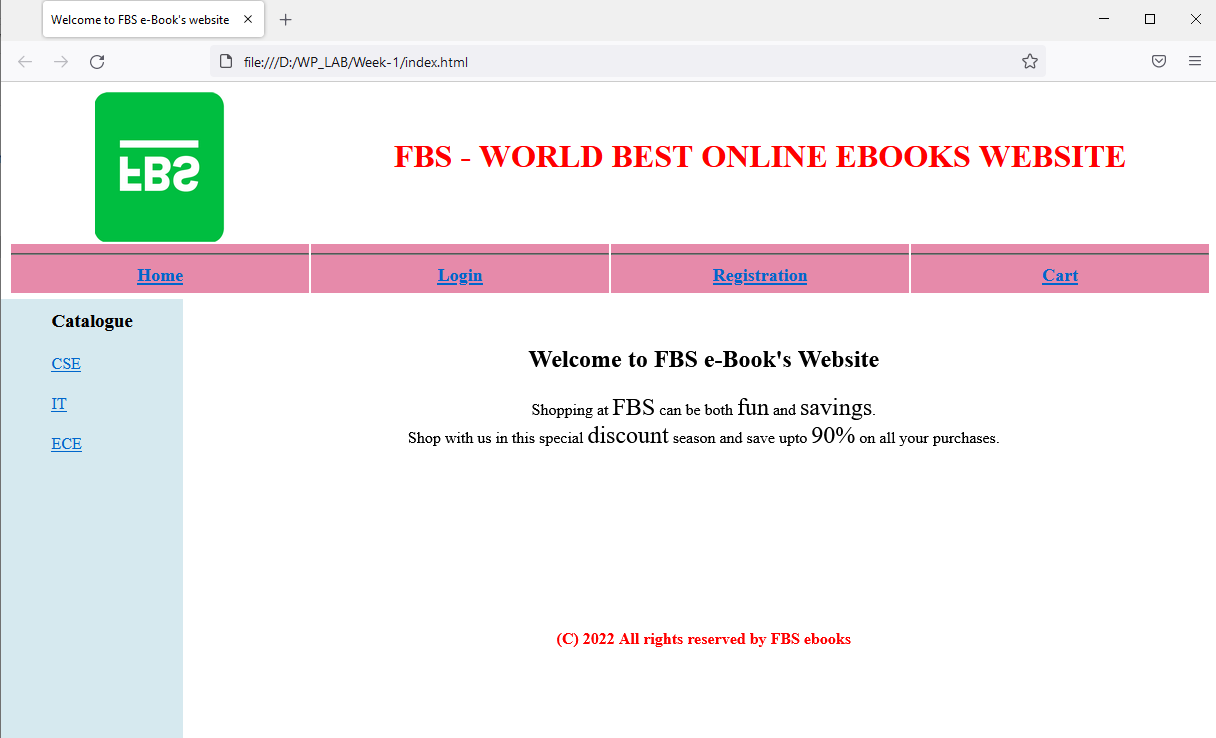 Welcome to FBS e-Book's website
file:///D:/WP_LAB/Week-1/index.html
FBS
FBS - WORLD BEST ONLINE EBOOKS WEBSITE
Home Login Registration Cart
Catalogue
CSE
IT
ECE
Welcome to FBS e-Book's Website
Shopping at FBS can be both fun and savings.
Shop with us in this special discount season and save upto 90% on all your purchases.
(C) 2022 All rights reserved by FBS ebooks